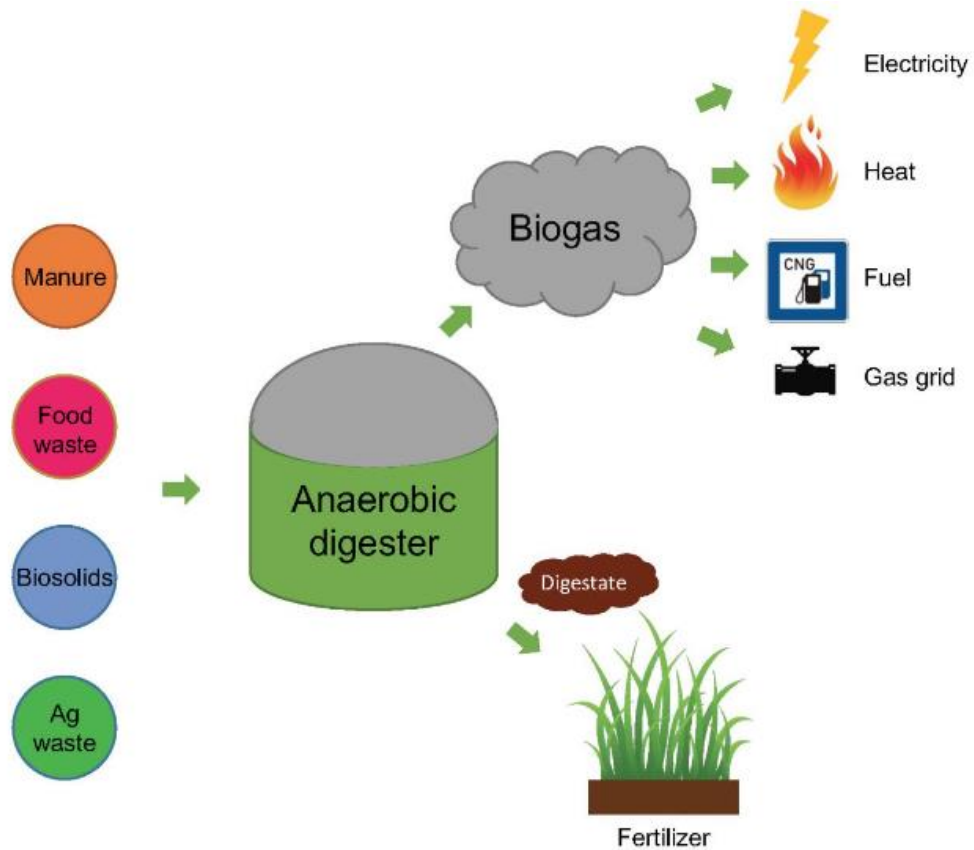 Electricity
Heat
Biogas
CNG
Fuel
Gas grid
Manure
Food
waste
Biosolids
Ag
waste
Anaerobic
digester
Digestate
Fertilizer